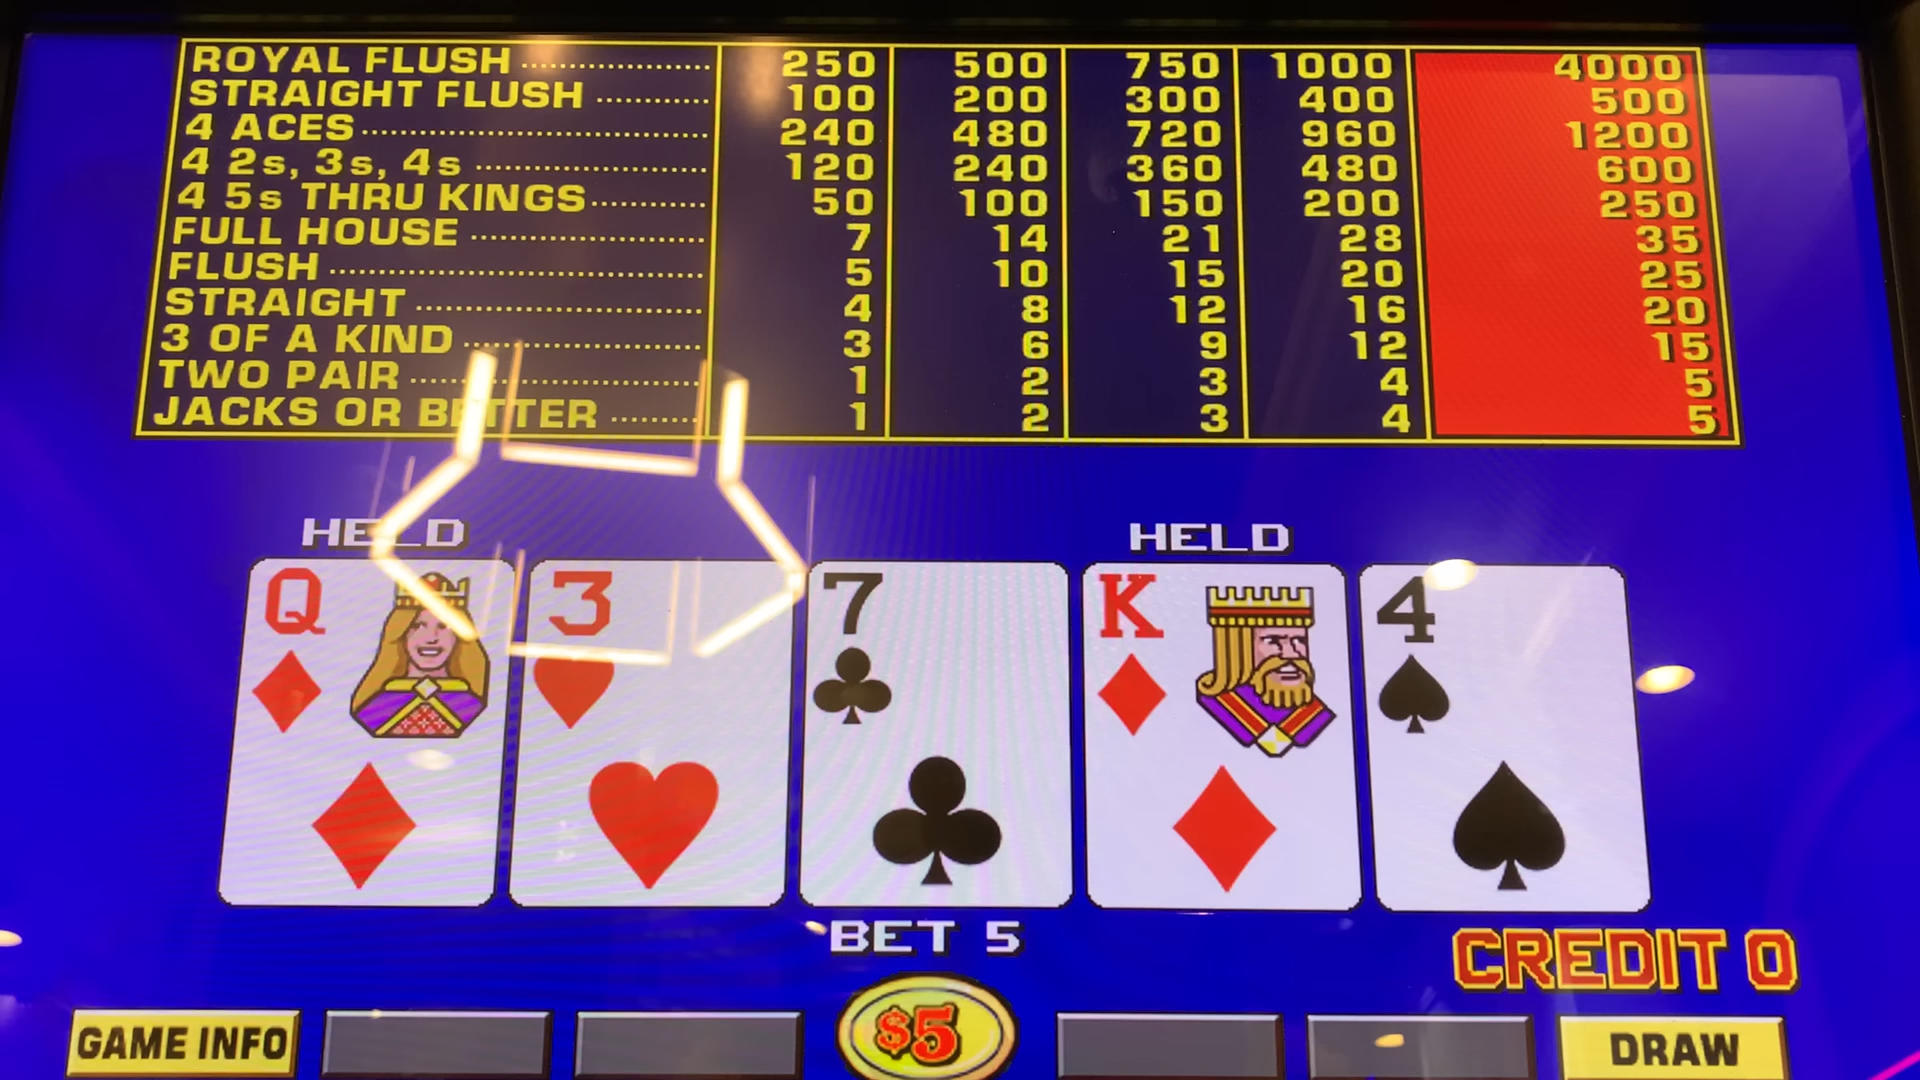 ROYAL FLUSH 250 500 750 1000 4000
STRAIGHT FLUSH 100 200 300 400 500
4 ACES 240 480 720 960 1200
4 2s, 3s, 4s 120 240 360 480 600
4 5s THRU KINGS 50 100 150 200 250
FULL HOUSE 7 14 21 28 35
FLUSH 5 10 15 20 25
STRAIGHT 4 8 12 16 20
3 OF A KIND 3 6 9 12 15
TWO PAIR 1 2 3 4 5
JACKS OR BETTER 1 2 3 4 5
HELD HELD
Q 3 7 K 4
BET 5
CREDIT 0
GAME INFO $5 DRAW